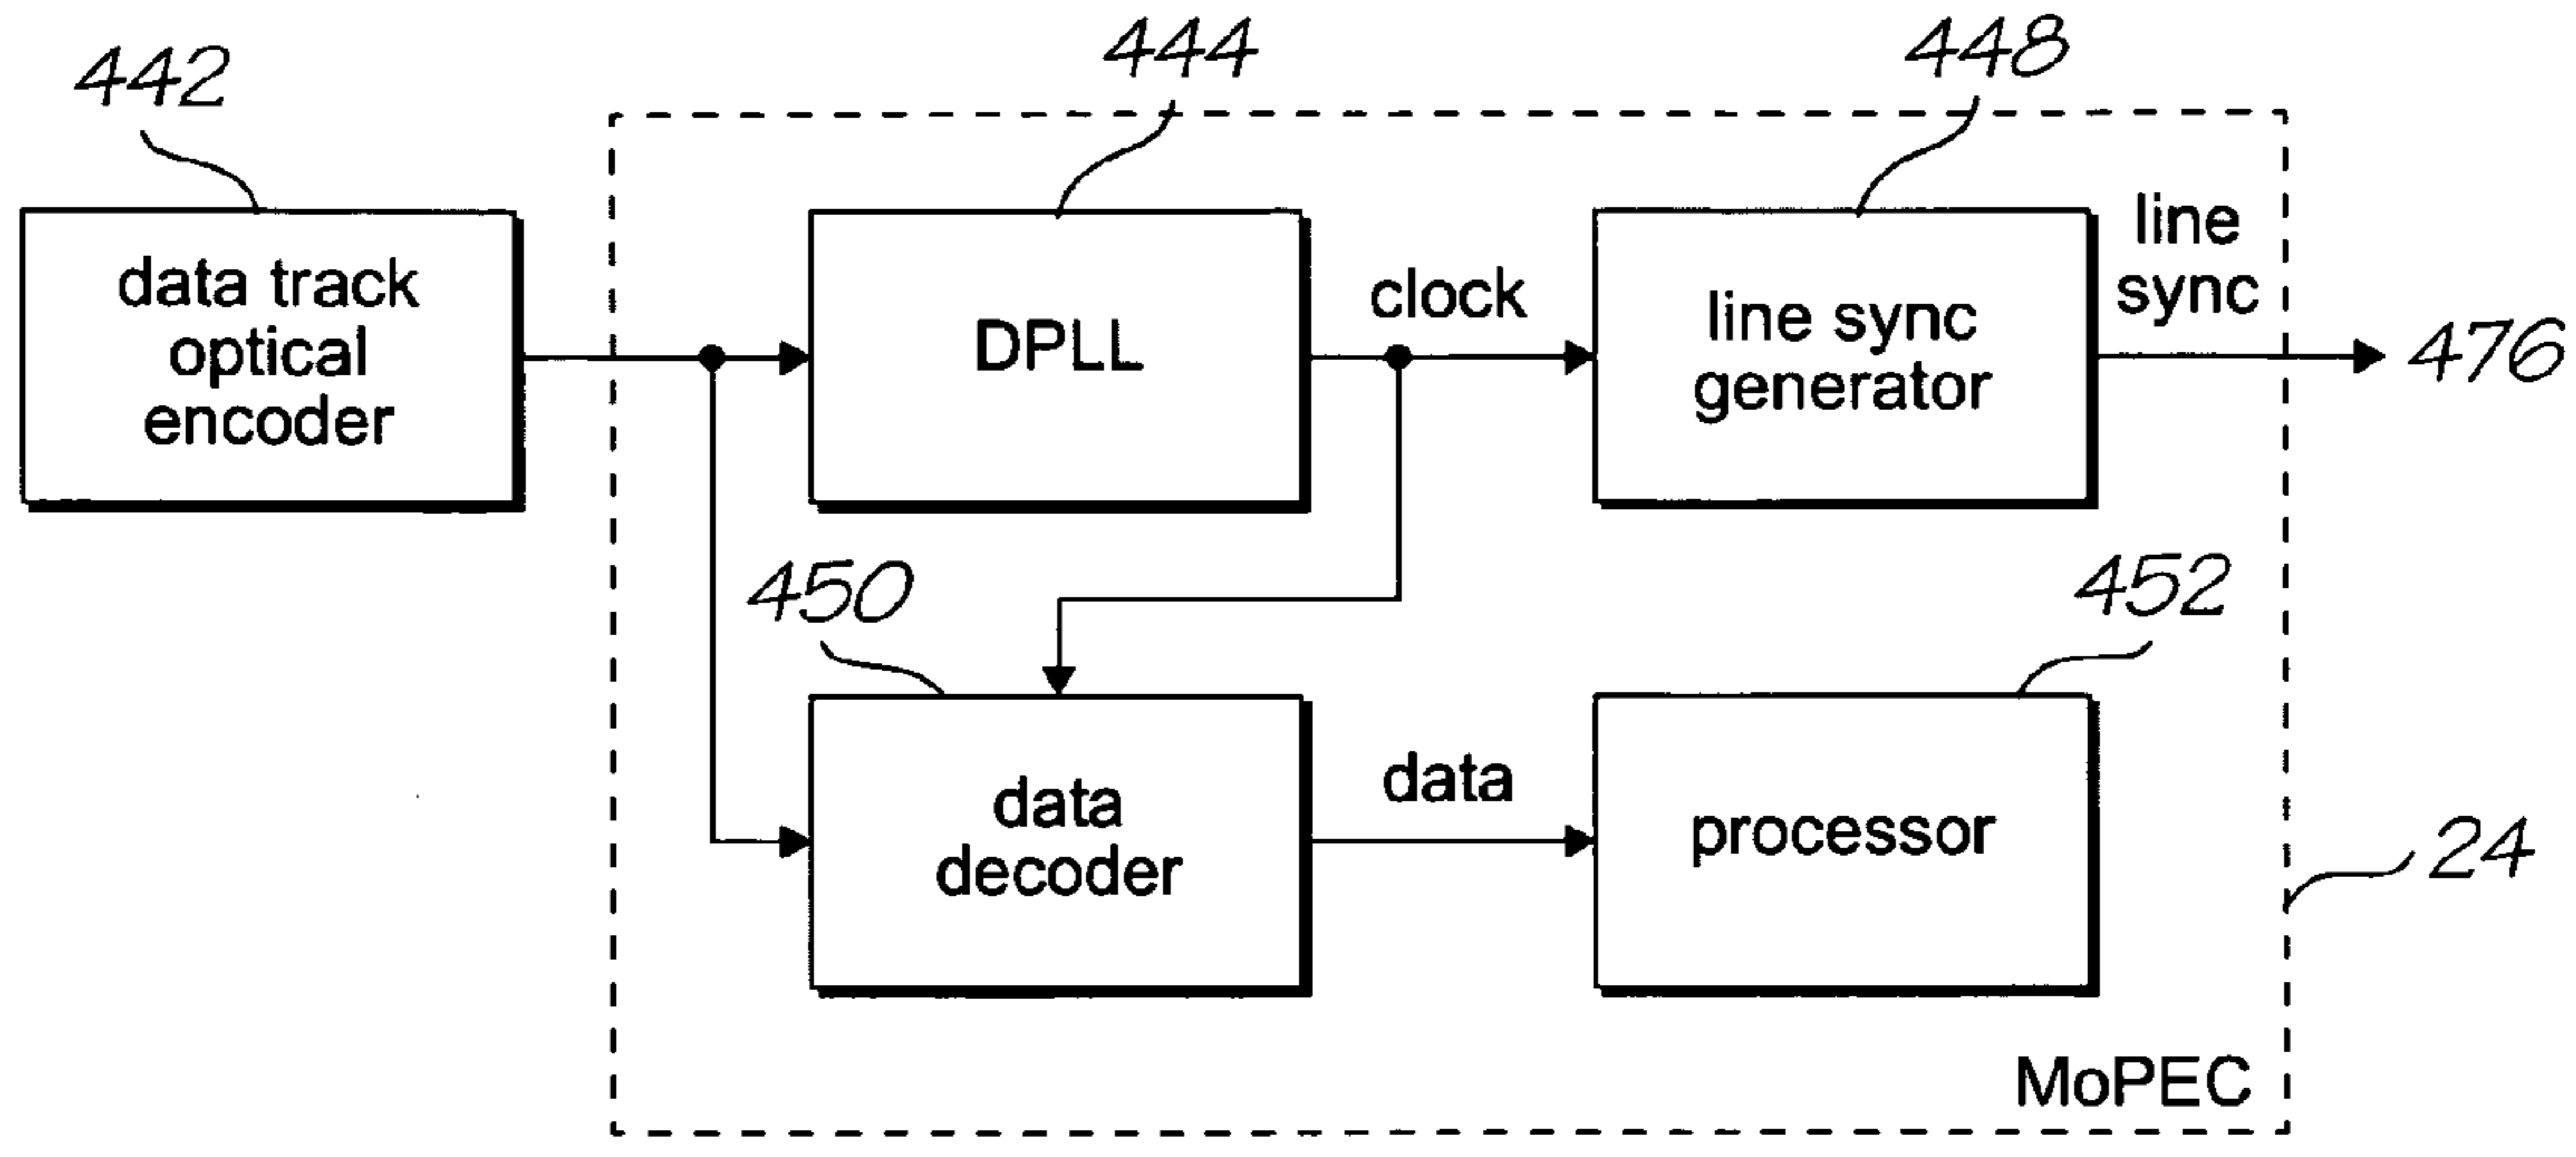 442
444
448
data track
optical
encoder
DPLL
clock
line sync
generator
line
sync
476
450
452
data
decoder
data
processor
24
MoPEC